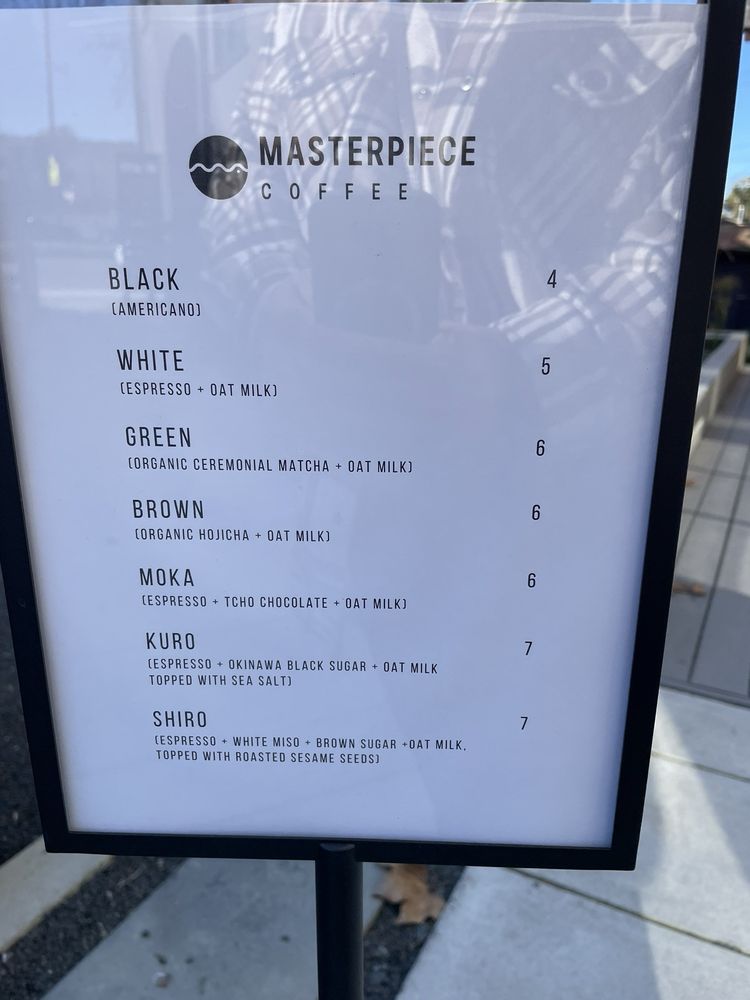 MASTERPIECE
COFFEE
BLACK 4
(AMERICANO)
WHITE 5
(ESPRESSO + OAT MILK)
GREEN 6
(ORGANIC CEREMONIAL MATCHA + OAT MILK)
BROWN 6
(ORGANIC HOJICHA + OAT MILK)
MOKA 6
(ESPRESSO + TCHO CHOCOLATE + OAT MILK)
KURO 7
(ESPRESSO + OKINAWA BLACK SUGAR + OAT MILK
TOPPED WITH SEA SALT)
SHIRO 7
(ESPRESSO + WHITE MISO + BROWN SUGAR +OAT MILK,
TOPPED WITH ROASTED SESAME SEEDS)